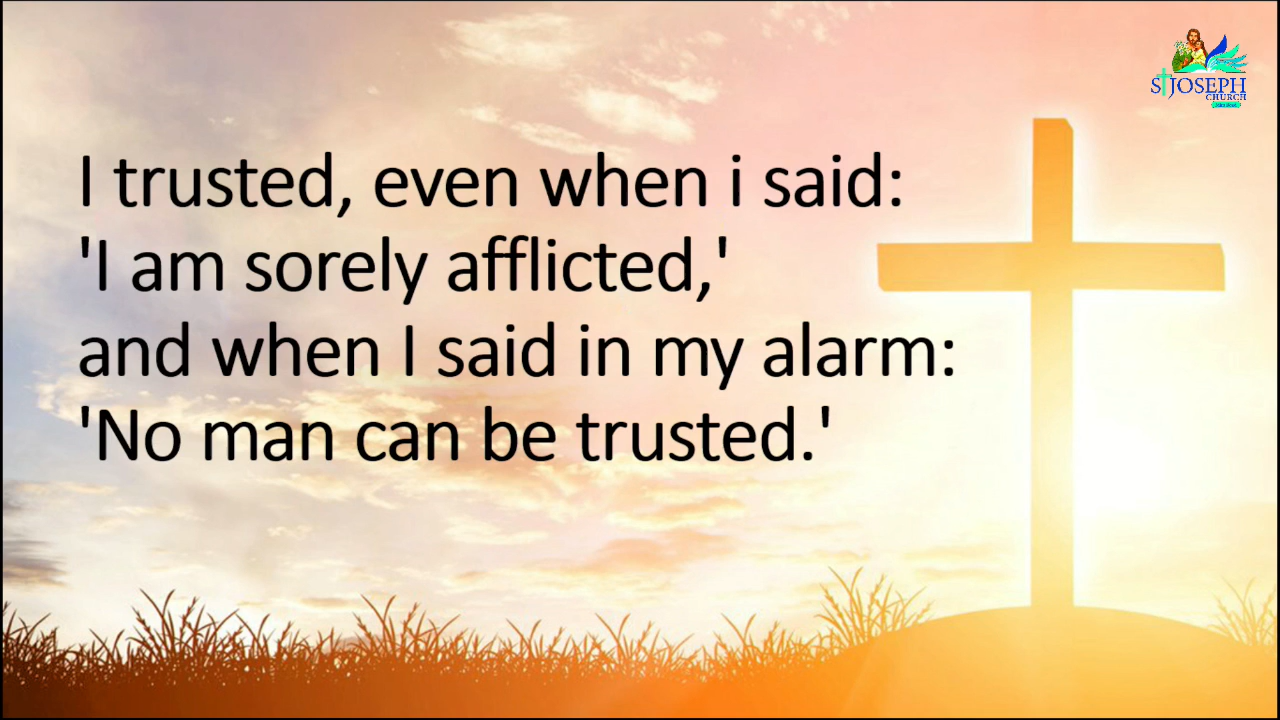 I trusted, even when i said:
'I am sorely afflicted,'
and when I said in my alarm:
'No man can be trusted.'
ST JOSEPH
CHURCH